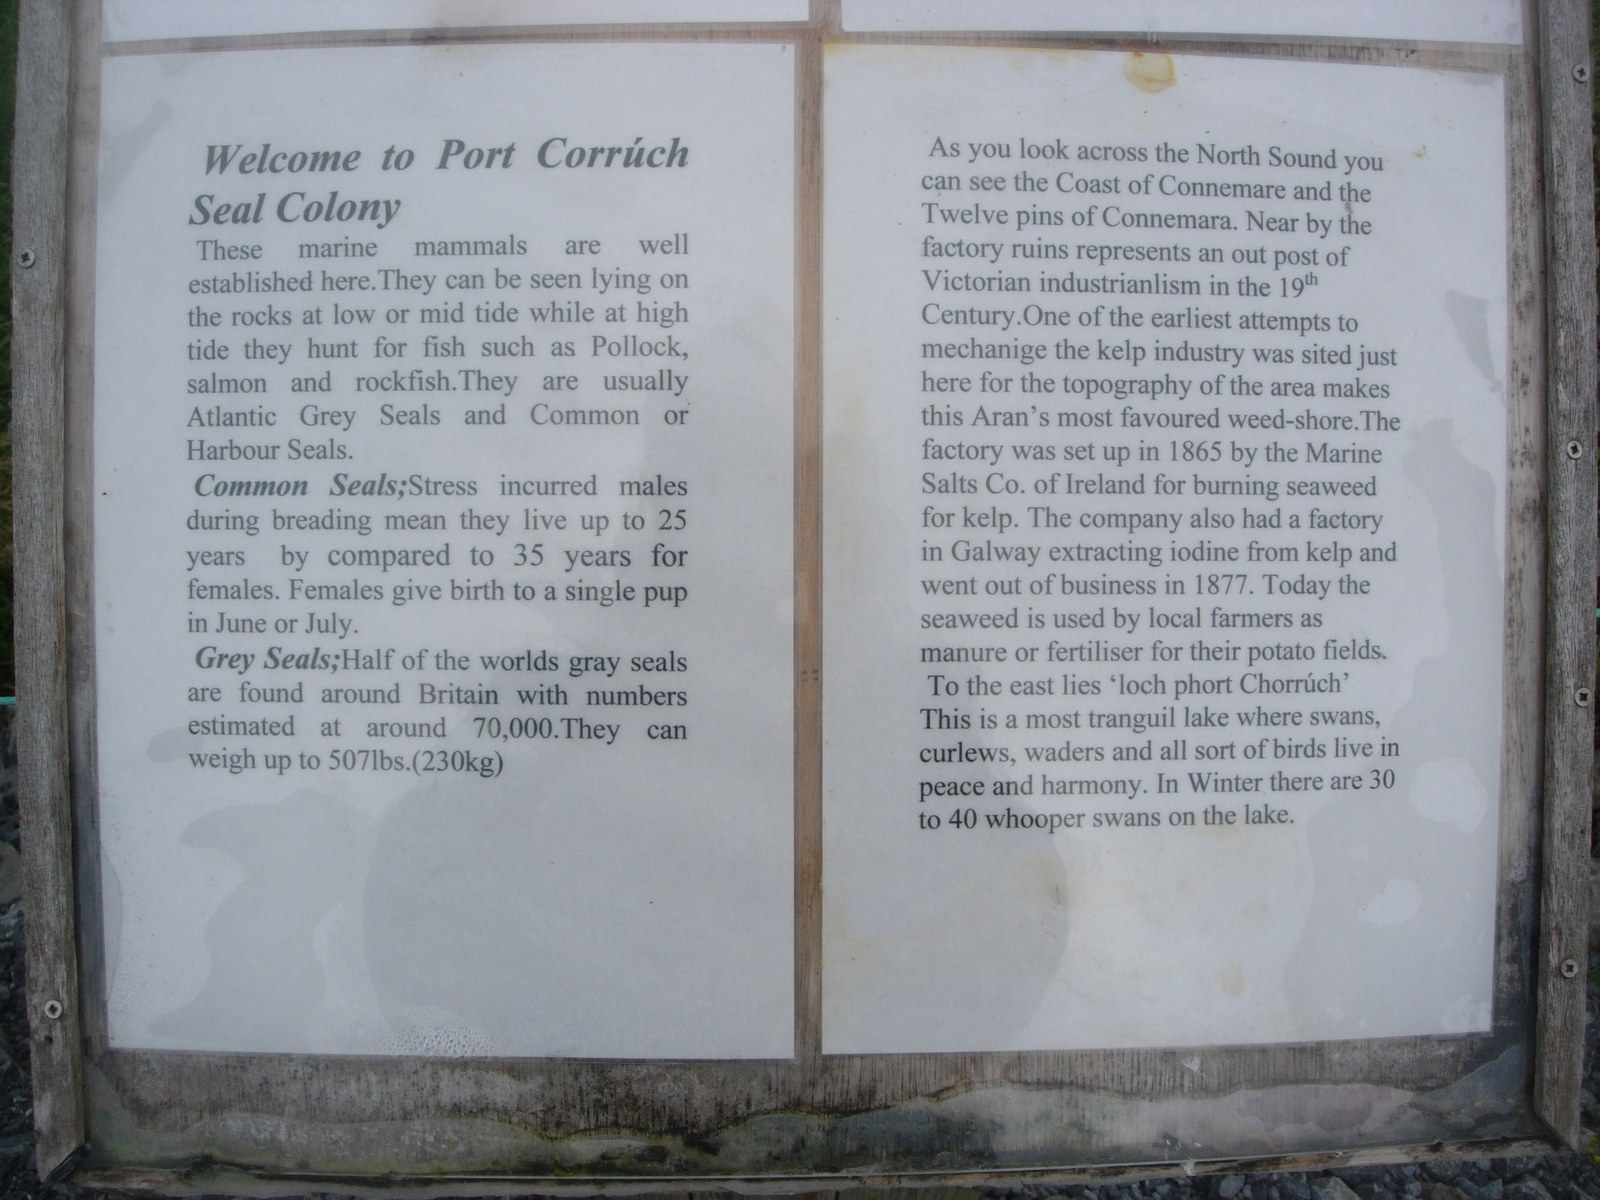 Welcome to Port Corrúch
Seal Colony
These marine mammals are well
established here.They can be seen lying on
the rocks at low or mid tide while at high
tide they hunt for fish such as Pollock,
salmon and rockfish.They are usually
Atlantic Grey Seals and Common or
Harbour Seals.
Common Seals;Stress incurred males
during breading mean they live up to 25
years by compared to 35 years for
females. Females give birth to a single pup
in June or July.
Grey Seals;Half of the worlds gray seals
are found around Britain with numbers
estimated at around 70,000.They can
weigh up to 507lbs.(230kg)
As you look across the North Sound you
can see the Coast of Connemare and the
Twelve pins of Connemara. Near by the
factory ruins represents an out post of
Victorian industrianlism in the 19th
Century.One of the earliest attempts to
mechanige the kelp industry was sited just
here for the topography of the area makes
this Aran's most favoured weed-shore.The
factory was set up in 1865 by the Marine
Salts Co. of Ireland for burning seaweed
for kelp. The company also had a factory
in Galway extracting iodine from kelp and
went out of business in 1877. Today the
seaweed is used by local farmers as
manure or fertiliser for their potato fields.
To the east lies 'loch phort Chorrúch'
This is a most tranguil lake where swans,
curlews, waders and all sort of birds live in
peace and harmony. In Winter there are 30
to 40 whooper swans on the lake.